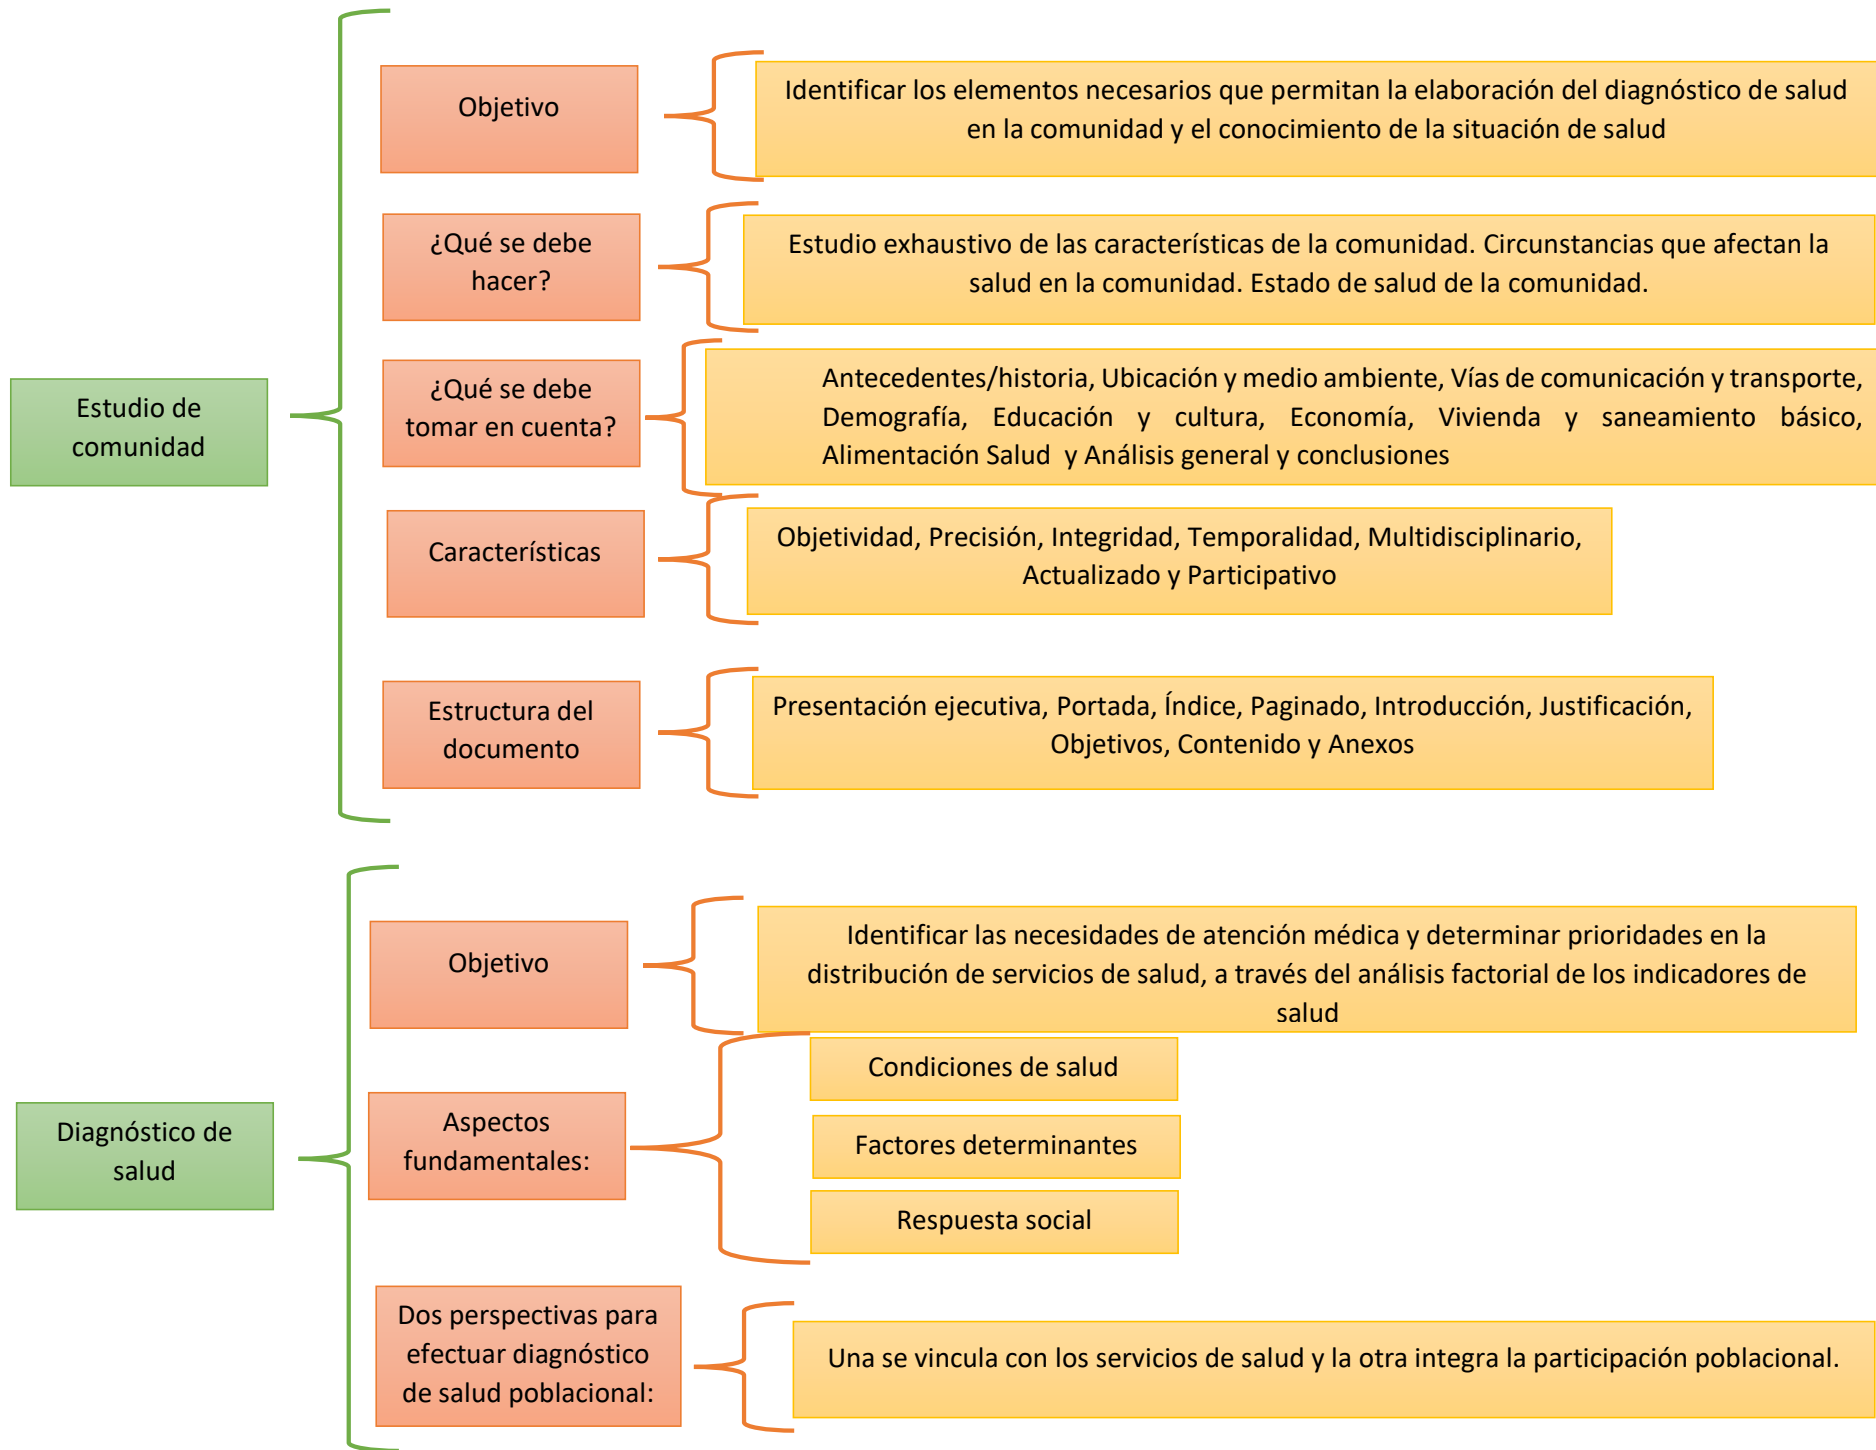 Estudio de
comunidad
Objetivo
Identificar los elementos necesarios que permitan la elaboración del diagnóstico de salud
en la comunidad y el conocimiento de la situación de salud
¿Qué se debe
hacer?
Estudio exhaustivo de las características de la comunidad. Circunstancias que afectan la
salud en la comunidad. Estado de salud de la comunidad.
¿Qué se debe
tomar en cuenta?
Antecedentes/historia, Ubicación y medio ambiente, Vías de comunicación y transporte,
Demografía, Educación y cultura, Economía, Vivienda y saneamiento básico,
Alimentación Salud y Análisis general y conclusiones
Características
Objetividad, Precisión, Integridad, Temporalidad, Multidisciplinario,
Actualizado y Participativo
Estructura del
documento
Presentación ejecutiva, Portada, Índice, Paginado, Introducción, Justificación,
Objetivos, Contenido y Anexos
Diagnóstico de
salud
Objetivo
Identificar las necesidades de atención médica y determinar prioridades en la
distribución de servicios de salud, a través del análisis factorial de los indicadores de
salud
Aspectos
fundamentales:
Condiciones de salud
Factores determinantes
Respuesta social
Dos perspectivas para
efectuar diagnóstico
de salud poblacional:
Una se vincula con los servicios de salud y la otra integra la participación poblacional.